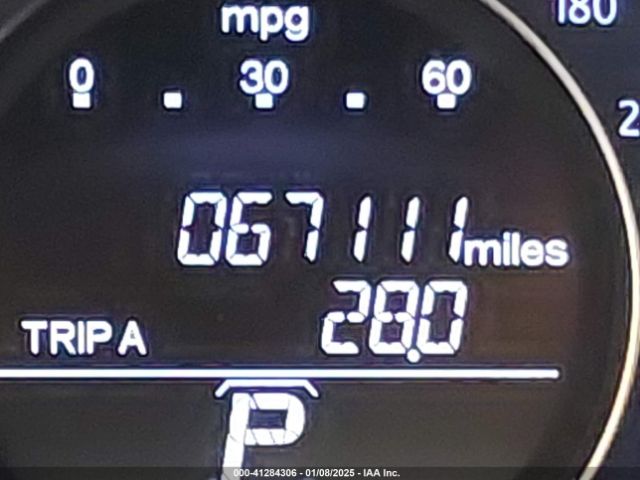 180
mpg
0 30 60
2
067111 miles
TRIP A 28.0
P
000-41284306 - 01/08/2025 - IAA Inc.